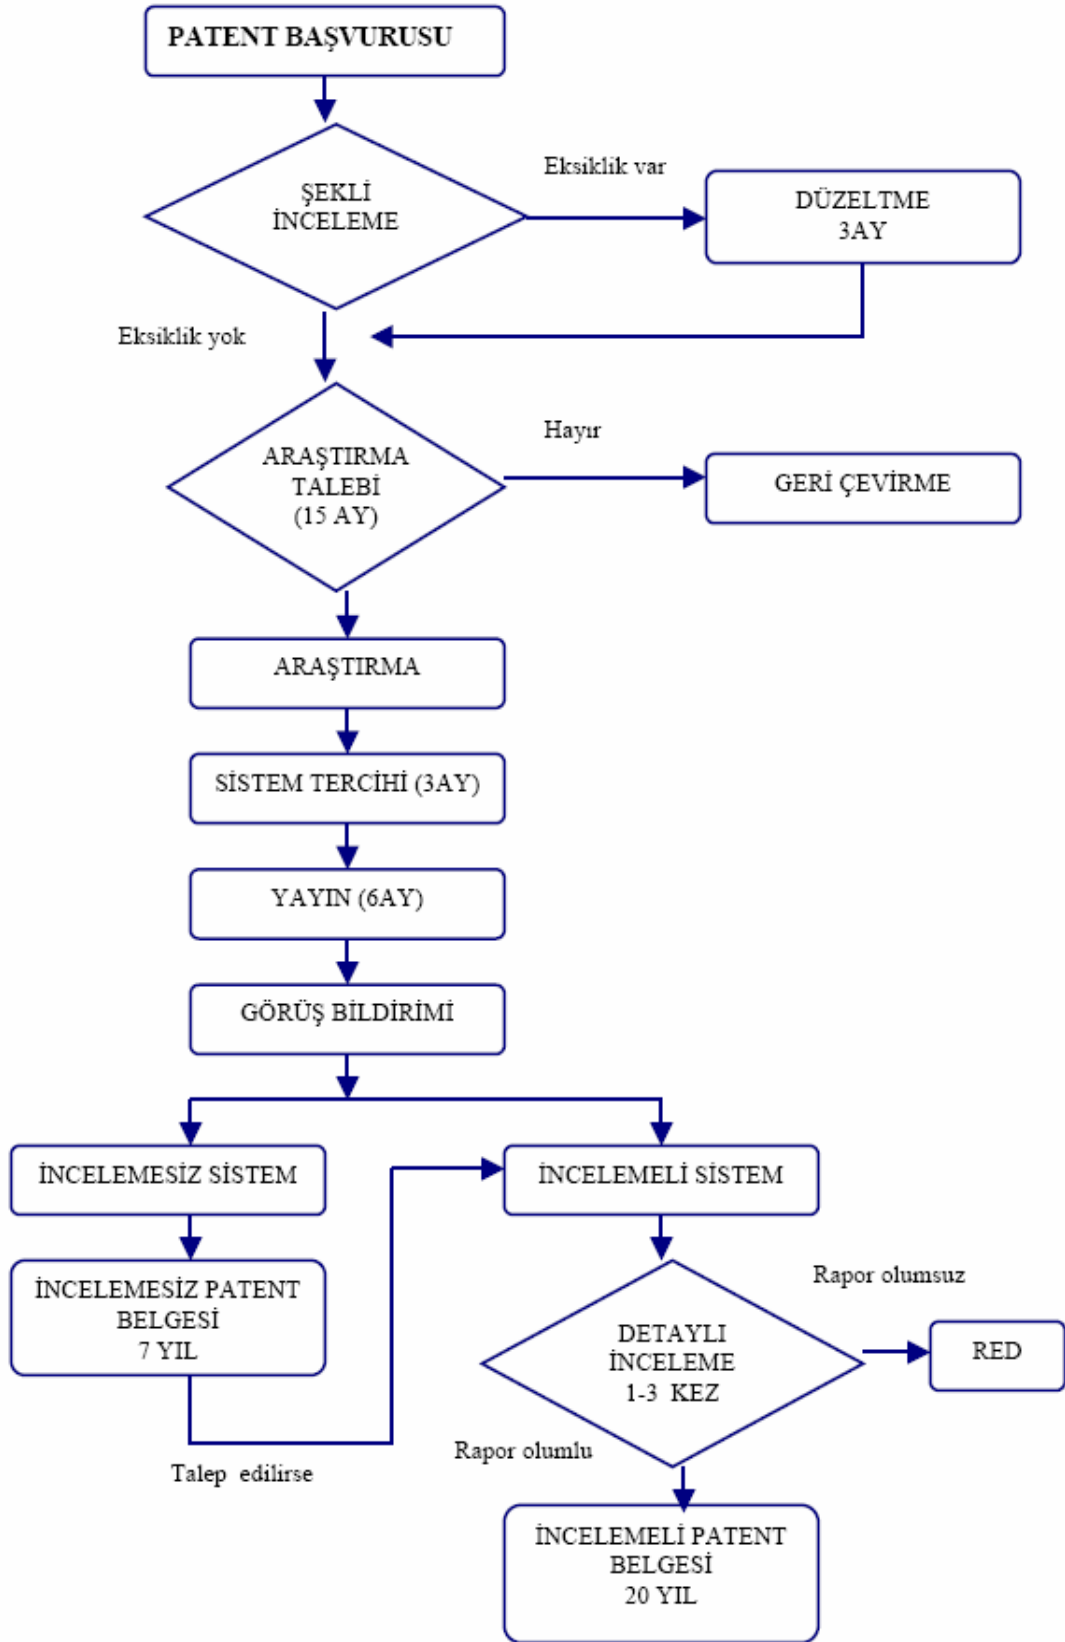 PATENT BAŞVURUSU
ŞEKLİ
İNCELEME
Eksiklik var
DÜZELTME
3AY
Eksiklik yok
ARAŞTIRMA
TALEBİ
(15 AY)
Hayır
GERİ ÇEVİRME
ARAŞTIRMA
SİSTEM TERCİHİ (3AY)
YAYIN (6AY)
GÖRÜŞ BİLDİRİMİ
İNCELEMESİZ SİSTEM
İNCELEMELİ SİSTEM
İNCELEMESİZ PATENT
BELGESİ
7 YIL
Talep edilirse
DETAYLI
İNCELEME
1-3 KEZ
Rapor olumsuz
RED
Rapor olumlu
İNCELEMELİ PATENT
BELGESİ
20 YIL